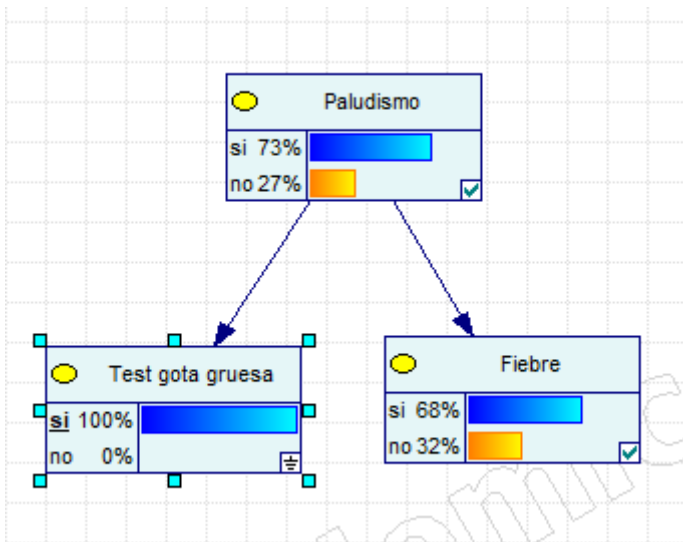 Paludismo
si 73%
no 27%
Test gota gruesa
si 100%
no 0%
Fiebre
si 68%
no 32%